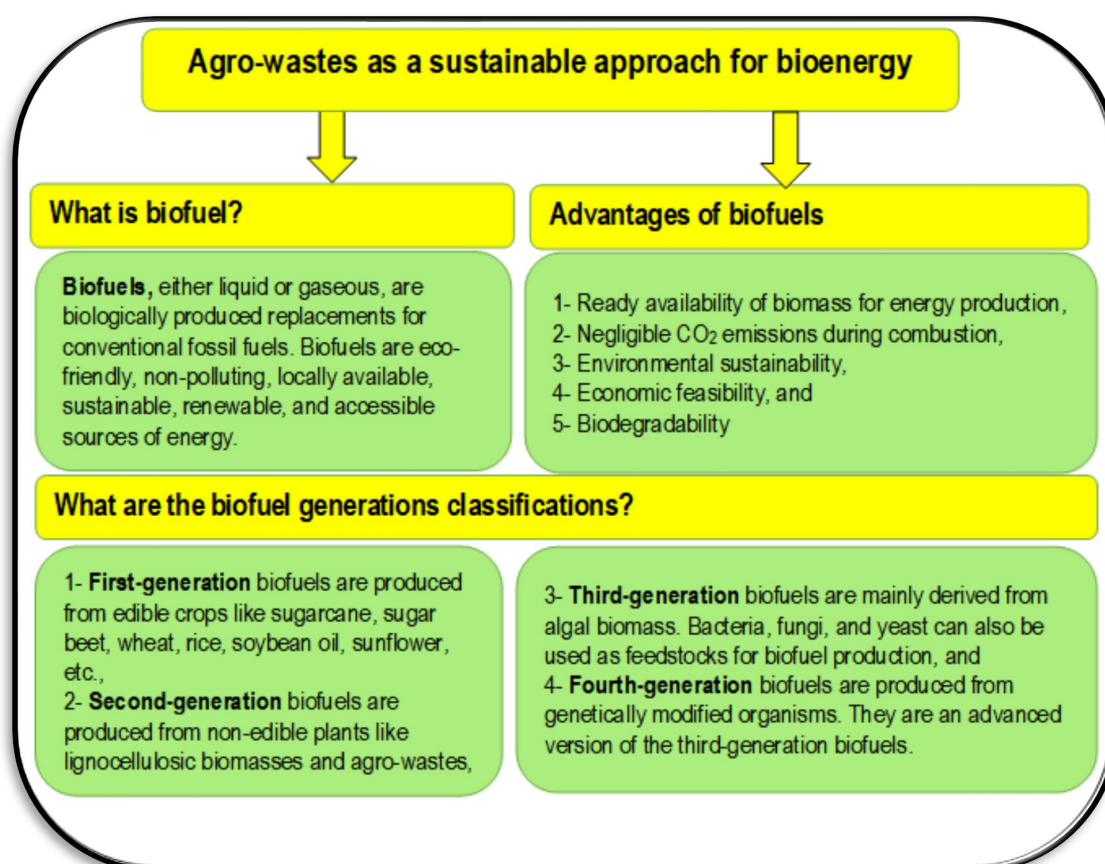 Agro-wastes as a sustainable approach for bioenergy
What is biofuel?
Biofuels, either liquid or gaseous, are
biologically produced replacements for
conventional fossil fuels. Biofuels are eco-
friendly, non-polluting, locally available,
sustainable, renewable, and accessible
sources of energy.
Advantages of biofuels
1- Ready availability of biomass for energy production,
2- Negligible CO₂ emissions during combustion,
3- Environmental sustainability,
4- Economic feasibility, and
5- Biodegradability
What are the biofuel generations classifications?
1- First-generation biofuels are produced
from edible crops like sugarcane, sugar
beet, wheat, rice, soybean oil, sunflower,
etc.,
2- Second-generation biofuels are
produced from non-edible plants like
lignocellulosic biomasses and agro-wastes,
3- Third-generation biofuels are mainly derived from
algal biomass. Bacteria, fungi, and yeast can also be
used as feedstocks for biofuel production, and
4- Fourth-generation biofuels are produced from
genetically modified organisms. They are an advanced
version of the third-generation biofuels.